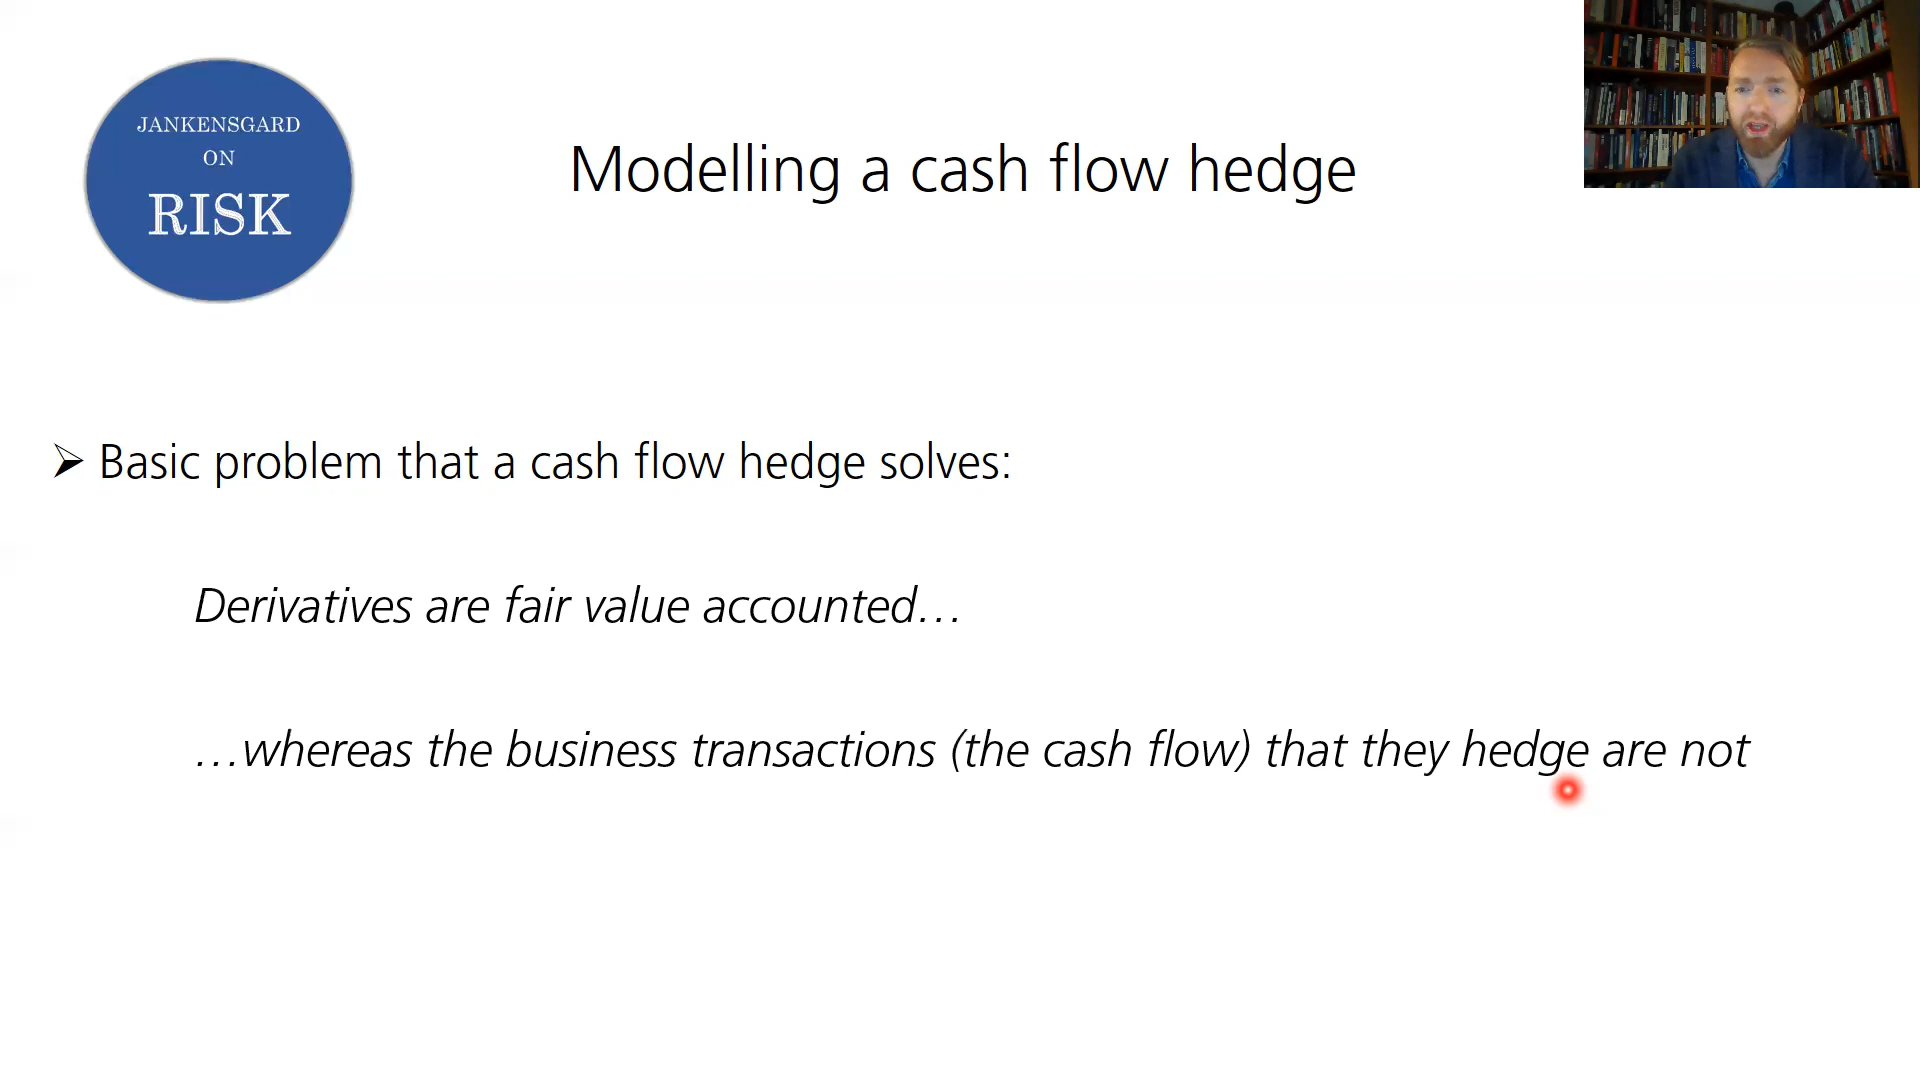 JANKENSGARD
ON
RISK
Modelling a cash flow hedge
➢ Basic problem that a cash flow hedge solves:
Derivatives are fair value accounted…
…whereas the business transactions (the cash flow) that they hedge are not